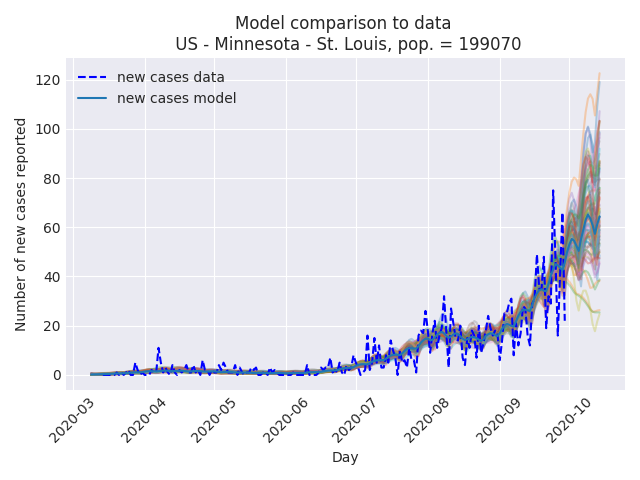 Model comparison to data
US - Minnesota - St. Louis, pop. = 199070
new cases data
new cases model
Number of new cases reported
120
100
80
60
40
20
0
2020-03
2020-04
2020-05
2020-06
2020-07
2020-08
2020-09
2020-10
Day